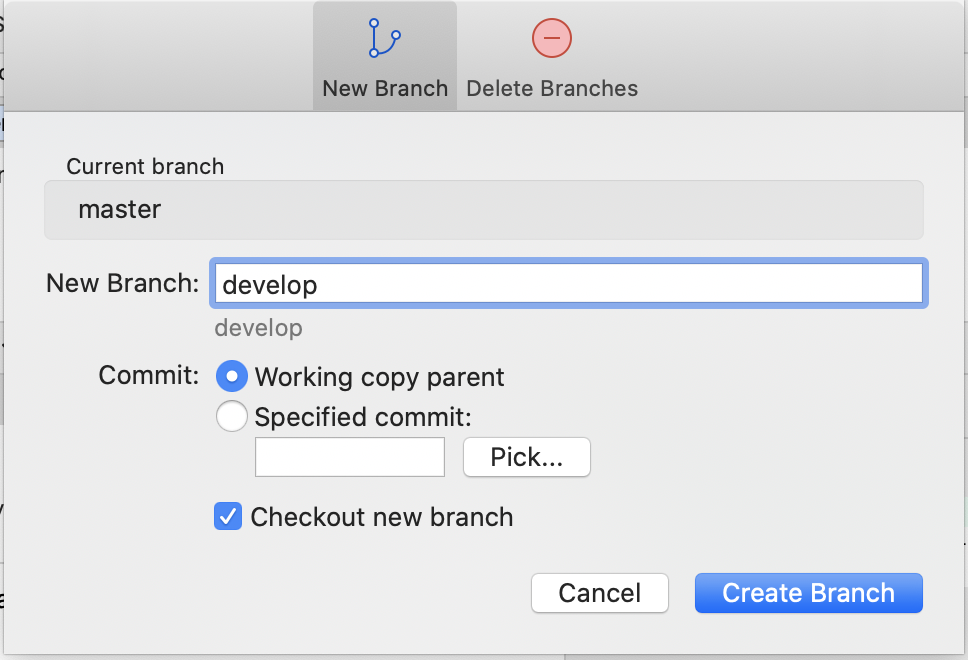 New Branch Delete Branches
Current branch
master
New Branch: develop
develop
Commit: Working copy parent
Specified commit:
Pick...
Checkout new branch
Cancel Create Branch